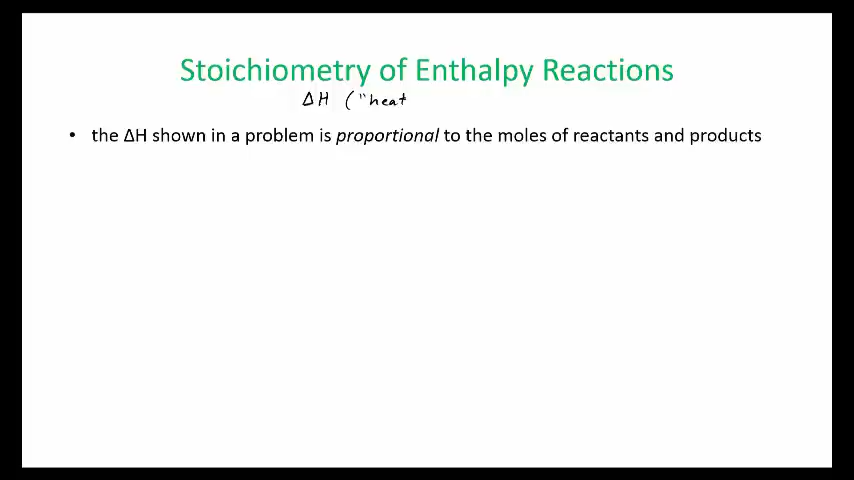 Stoichiometry of Enthalpy Reactions
ΔH ("heat
• the ΔH shown in a problem is proportional to the moles of reactants and products